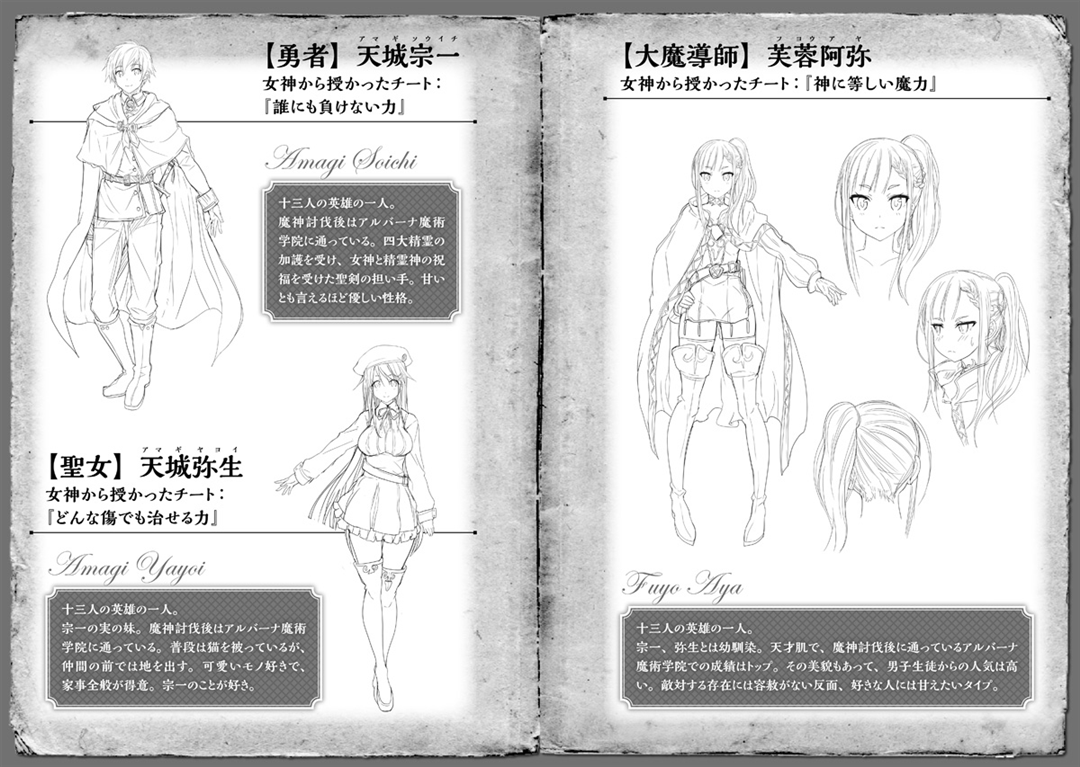 アマギソウイチ
【勇者】 天城宗一
女神から授かったチート：
『誰にも負けない力』
Amagi Soichi
十三人の英雄の一人。
魔神討伐後はアルバーナ魔術
学院に通っている。四大精霊の
加護を受け、女神と精霊神の祝
福を受けた聖剣の担い手。甘い
とも言えるほど優しい性格。
アマギヤヨイ
【聖女】 天城弥生
女神から授かったチート：
『どんな傷でも治せる力』
Amagi Yayoi
十三人の英雄の一人。
宗一の実の妹。魔神討伐後はアルバーナ魔術
学院に通っている。普段は猫を被っているが、
仲間の前では地を出す。可愛いモノ好きで、
家事全般が得意。宗一のことが好き。
フヨウアヤ
【大魔導師】 芙蓉阿弥
女神から授かったチート：『神に等しい魔力』
Fuyo Aya
十三人の英雄の一人。
宗一、弥生とは幼馴染。天才肌で、魔神討伐後に通っているアルバーナ
魔術学院での成績はトップ。その美貌もあって、男子生徒からの人気は高
い。敵対する存在には容赦がない反面、好きな人には甘えたいタイプ。